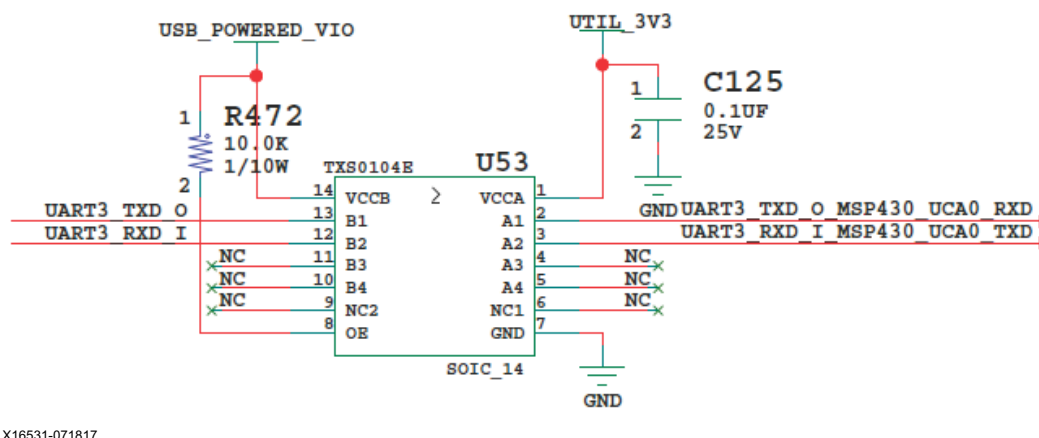 USB_POWERED_VIO
UTIL_3V3
1
R472
10.0K
1/10W
2
1
C125
0.1UF
25V
2
TXS0104E
U53
14 VCCB ≥ VCCA 1
UART3_TXD_O 13 B1 A1 2 GND UART3_TXD_O_MSP430_UCA0_RXD
UART3_RXD_I 12 B2 A2 3 UART3_RXD_I_MSP430_UCA0_TXD
NC 11 B3 A3 4 NC
NC 10 B4 A4 5 NC
NC 9 NC2 NC1 6 NC
8 OE GND 7
SOIC_14
GND
X16531-071817